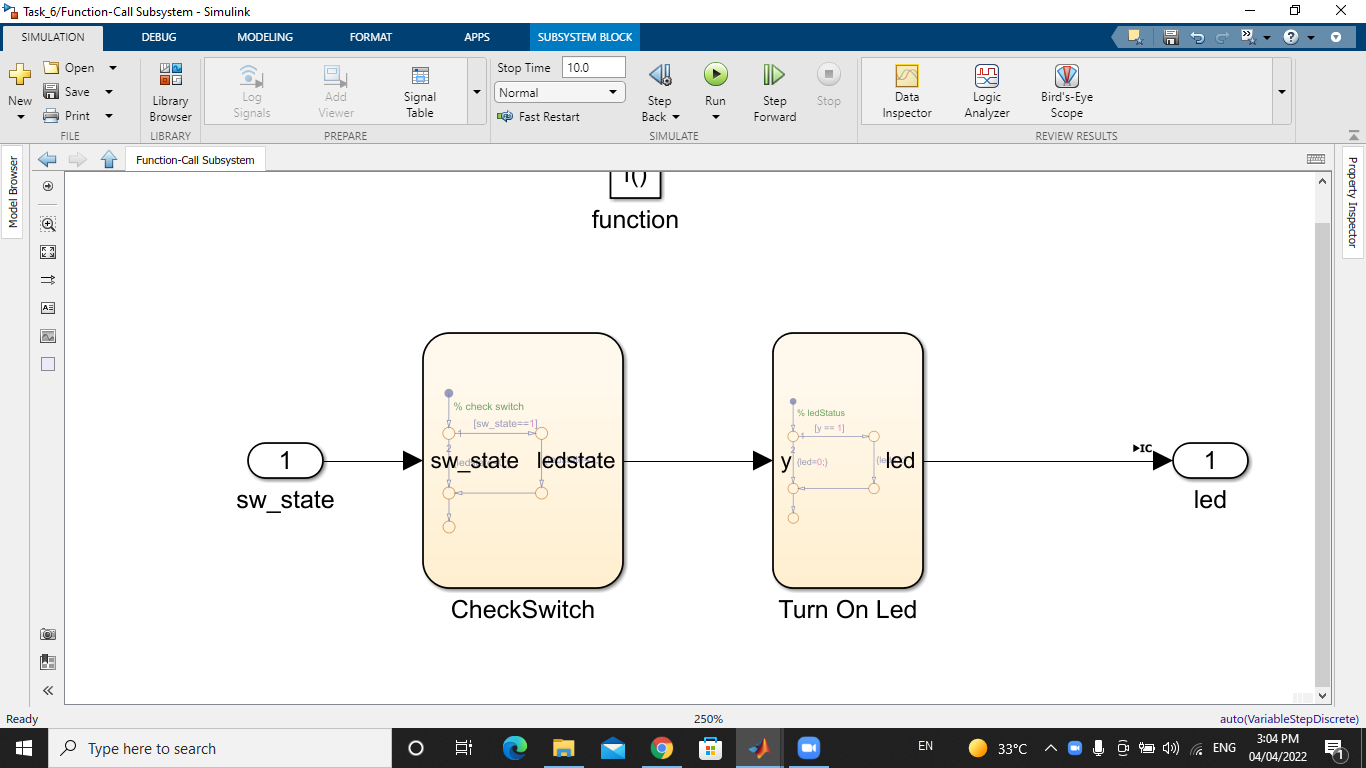 Task_6/Function-Call Subsystem - Simulink
SIMULATION DEBUG MODELING FORMAT APPS SUBSYSTEM BLOCK
New
Open
Save
Print
FILE
Library
Browser
LIBRARY
Log
Signals
Add
Viewer
Signal
Table
PREPARE
Stop Time 10.0
Normal
Fast Restart
Step
Back
Run
Step
Forward
Stop
SIMULATE
Data
Inspector
Logic
Analyzer
Bird's-Eye
Scope
REVIEW RESULTS
Model Browser
Function-Call Subsystem
Property Inspector
f()
function
% check switch
[sw_state==1]
1
2
sw_state
ledstate
CheckSwitch
1
sw_state
% ledStatus
[y == 1]
1
2
{led=0;}
y
led
Turn On Led
IC
1
led
Ready 250% auto(VariableStepDiscrete)
Type here to search
EN
33°C
ENG
3:04 PM
04/04/2022
1